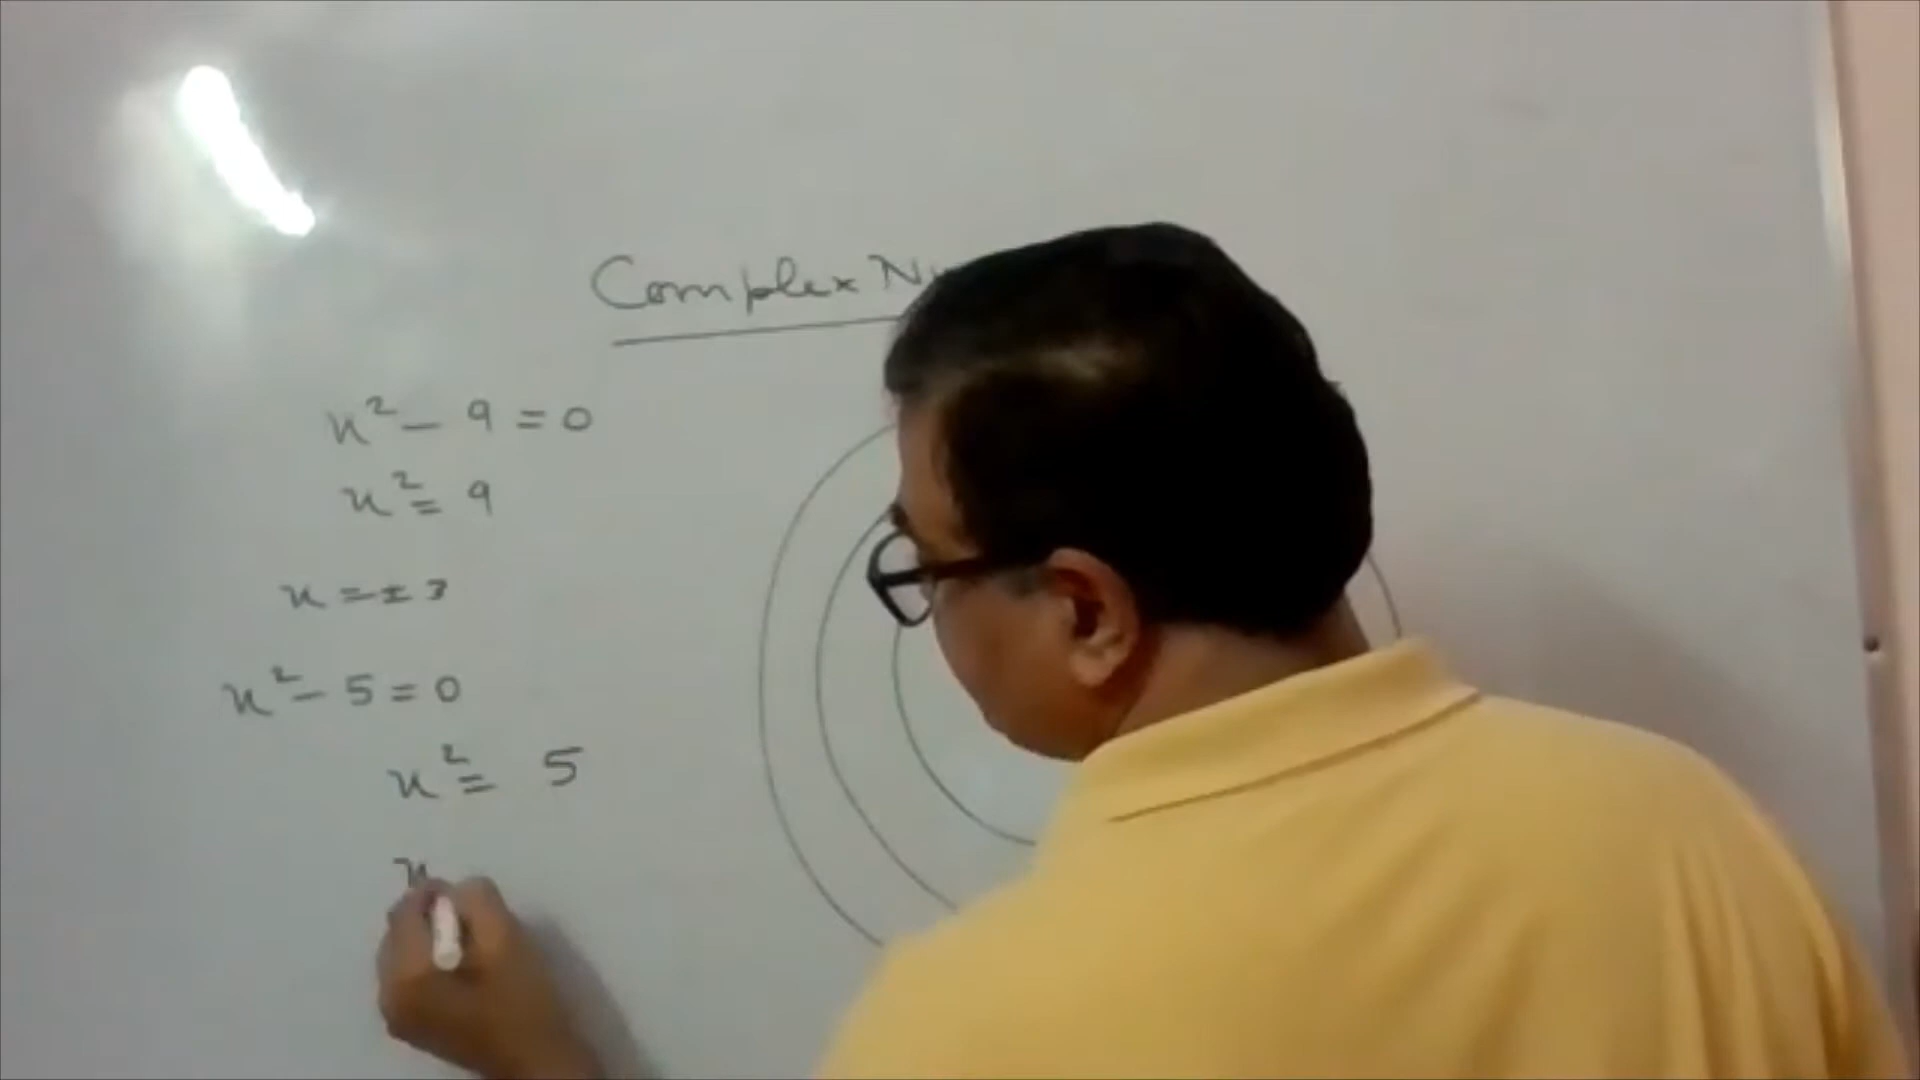 Complex
x² - 9 = 0
x² = 9
x = ± 3
x² - 5 = 0
x² = 5
x